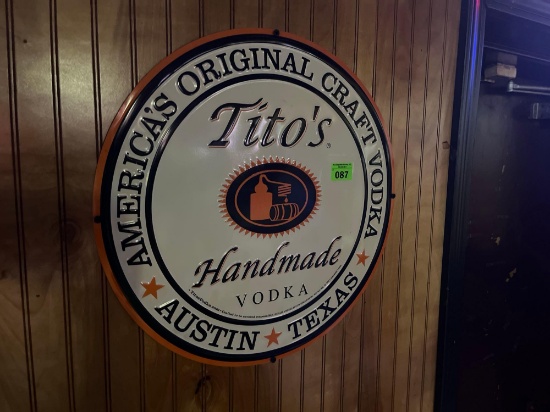 AMERICA'S ORIGINAL CRAFT VODKA
Tito's
087
Handmade
VODKA
AUSTIN ★ TEXAS